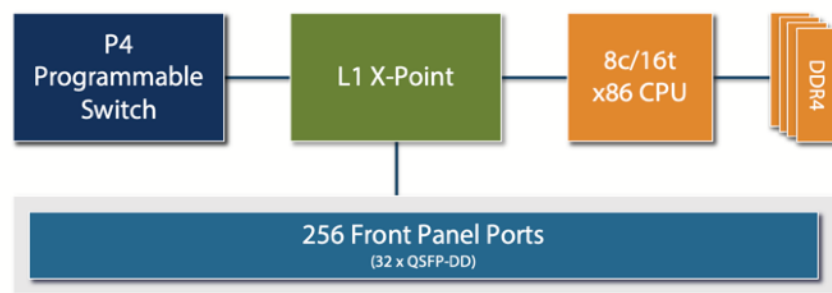 P4
Programmable
Switch
L1 X-Point
8c/16t
x86 CPU
DDR4
256 Front Panel Ports
(32 x QSFP-DD)